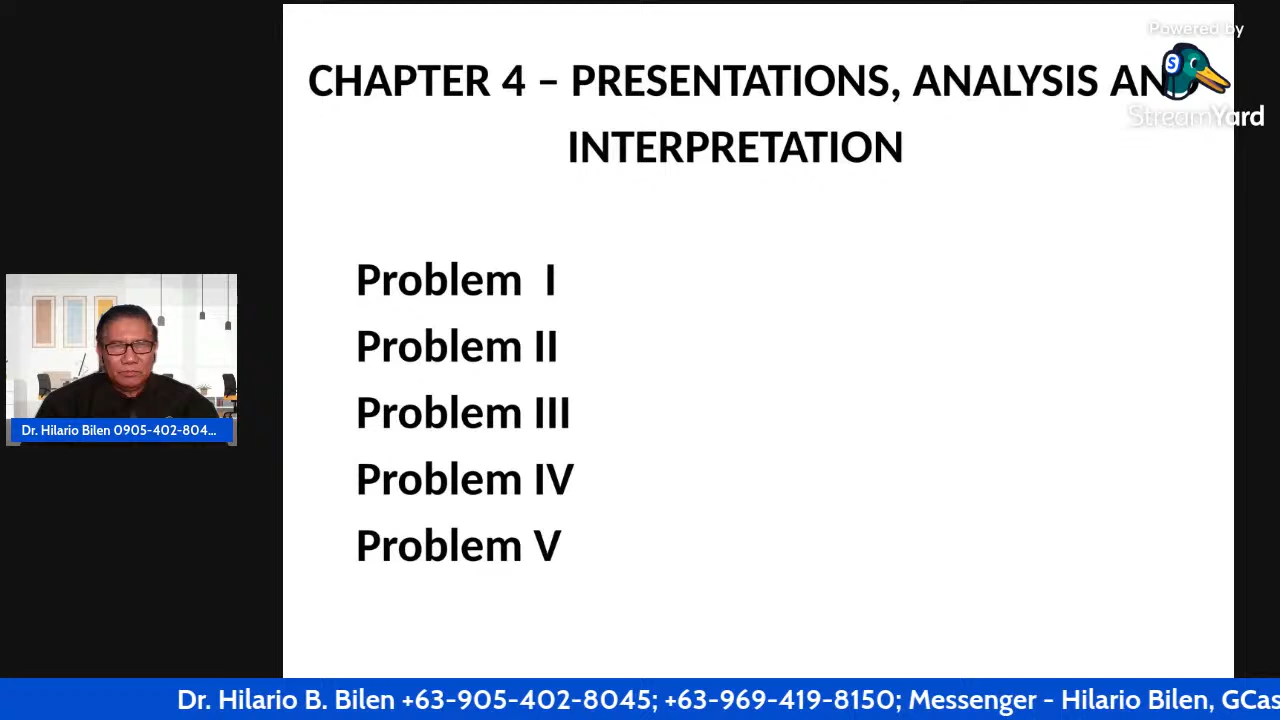 Powered by
CHAPTER 4 – PRESENTATIONS, ANALYSIS AN
StreamYard
INTERPRETATION
Problem I
Problem II
Problem III
Problem IV
Problem V
Dr. Hilario Bilen 0905-402-804...
Dr. Hilario B. Bilen +63-905-402-8045; +63-969-419-8150; Messenger - Hilario Bilen, GCas